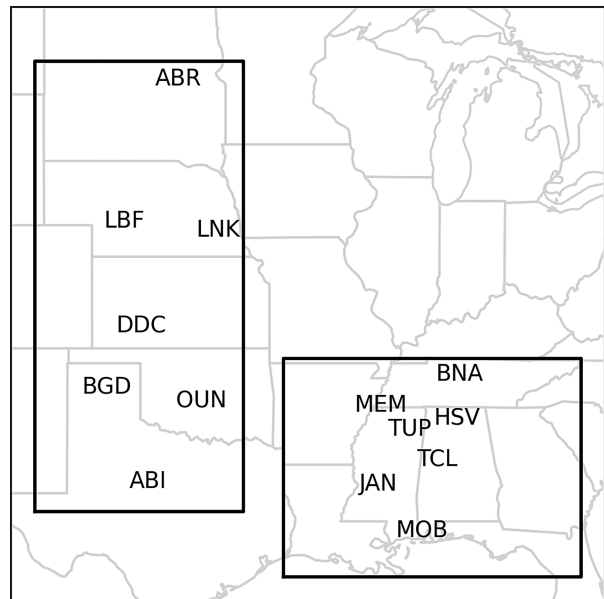 ABR
LBF
LNK
DDC
BGD
OUN
ABI
BNA
MEM
HSV
TUP
TCL
JAN
MOB